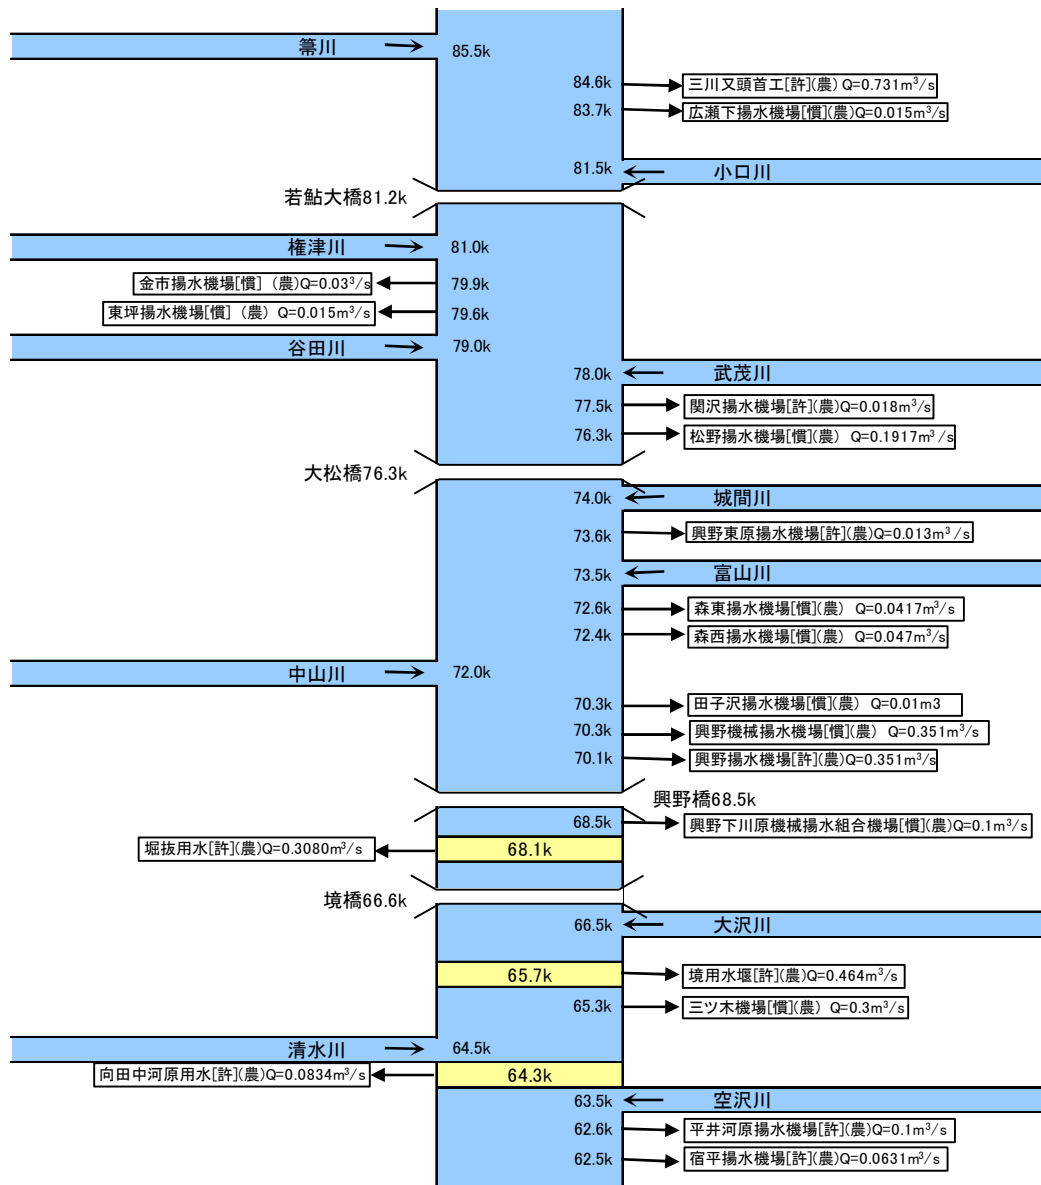 箒川 85.5k
84.6k 三川又頭首工[許](農) Q=0.731m³/s
83.7k 広瀬下揚水機場[慣](農)Q=0.015m³/s
81.5k 小口川
若鮎大橋81.2k
権津川 81.0k
金市揚水機場[慣] (農)Q=0.03³/s 79.9k
東坪揚水機場[慣] (農) Q=0.015m³/s 79.6k
谷田川 79.0k
78.0k 武茂川
77.5k 関沢揚水機場[許](農)Q=0.018m³/s
76.3k 松野揚水機場[慣](農) Q=0.1917m³/s
大松橋76.3k
74.0k 城間川
73.6k 興野東原揚水機場[許](農)Q=0.013m³/s
73.5k 富山川
72.6k 森東揚水機場[慣](農) Q=0.0417m³/s
72.4k 森西揚水機場[慣](農) Q=0.047m³/s
中山川 72.0k
70.3k 田子沢揚水機場[慣](農) Q=0.01m3
70.3k 興野機械揚水機場[慣](農) Q=0.351m³/s
70.1k 興野揚水機場[許](農)Q=0.351m³/s
興野橋68.5k
68.5k 興野下川原機械揚水組合機場[慣](農)Q=0.1m³/s
堀抜用水[許](農)Q=0.3080m³/s 68.1k
境橋66.6k
66.5k 大沢川
65.7k 境用水堰[許](農)Q=0.464m³/s
65.3k 三ツ木機場[慣](農) Q=0.3m³/s
清水川 64.5k
向田中河原用水[許](農)Q=0.0834m³/s 64.3k
63.5k 空沢川
62.6k 平井河原揚水機場[許](農)Q=0.1m³/s
62.5k 宿平揚水機場[許](農)Q=0.0631m³/s